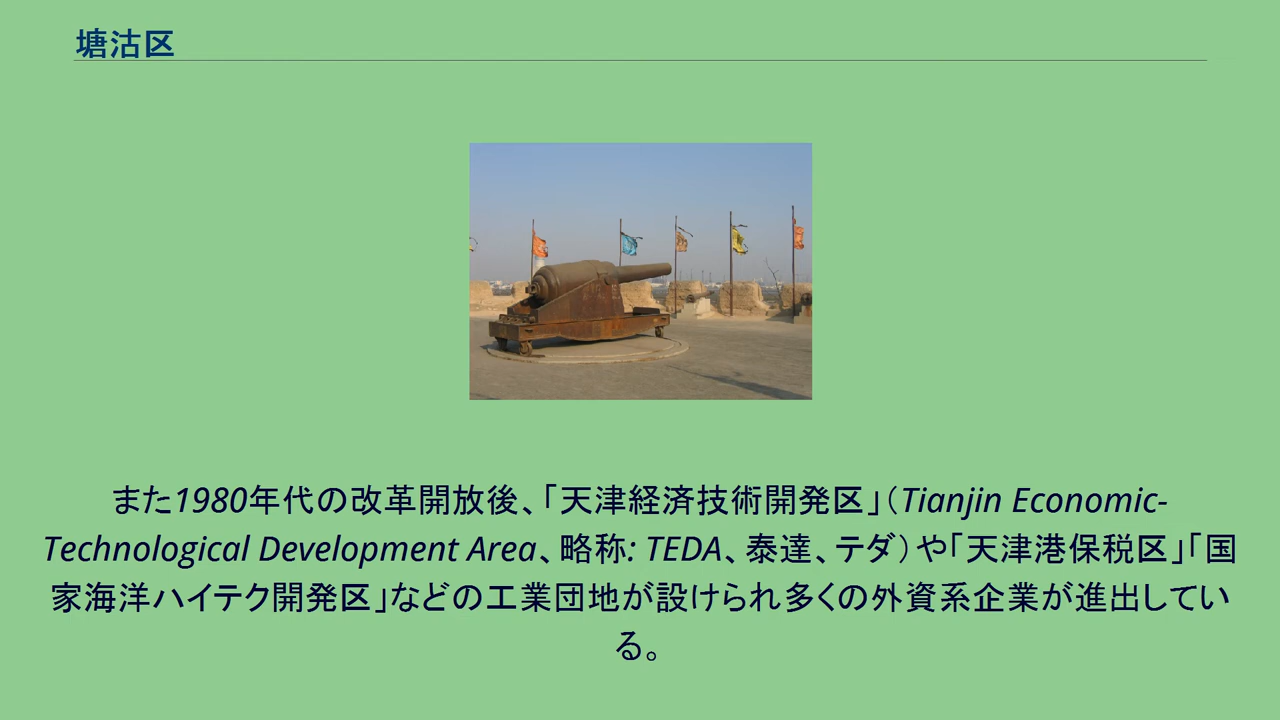 塘沽区
また1980年代の改革開放後、「天津経済技術開発区」（Tianjin Economic-
Technological Development Area、略称: TEDA、泰達、テダ）や「天津港保税区」「国
家海洋ハイテク開発区」などの工業団地が設けられ多くの外資系企業が進出してい
る。